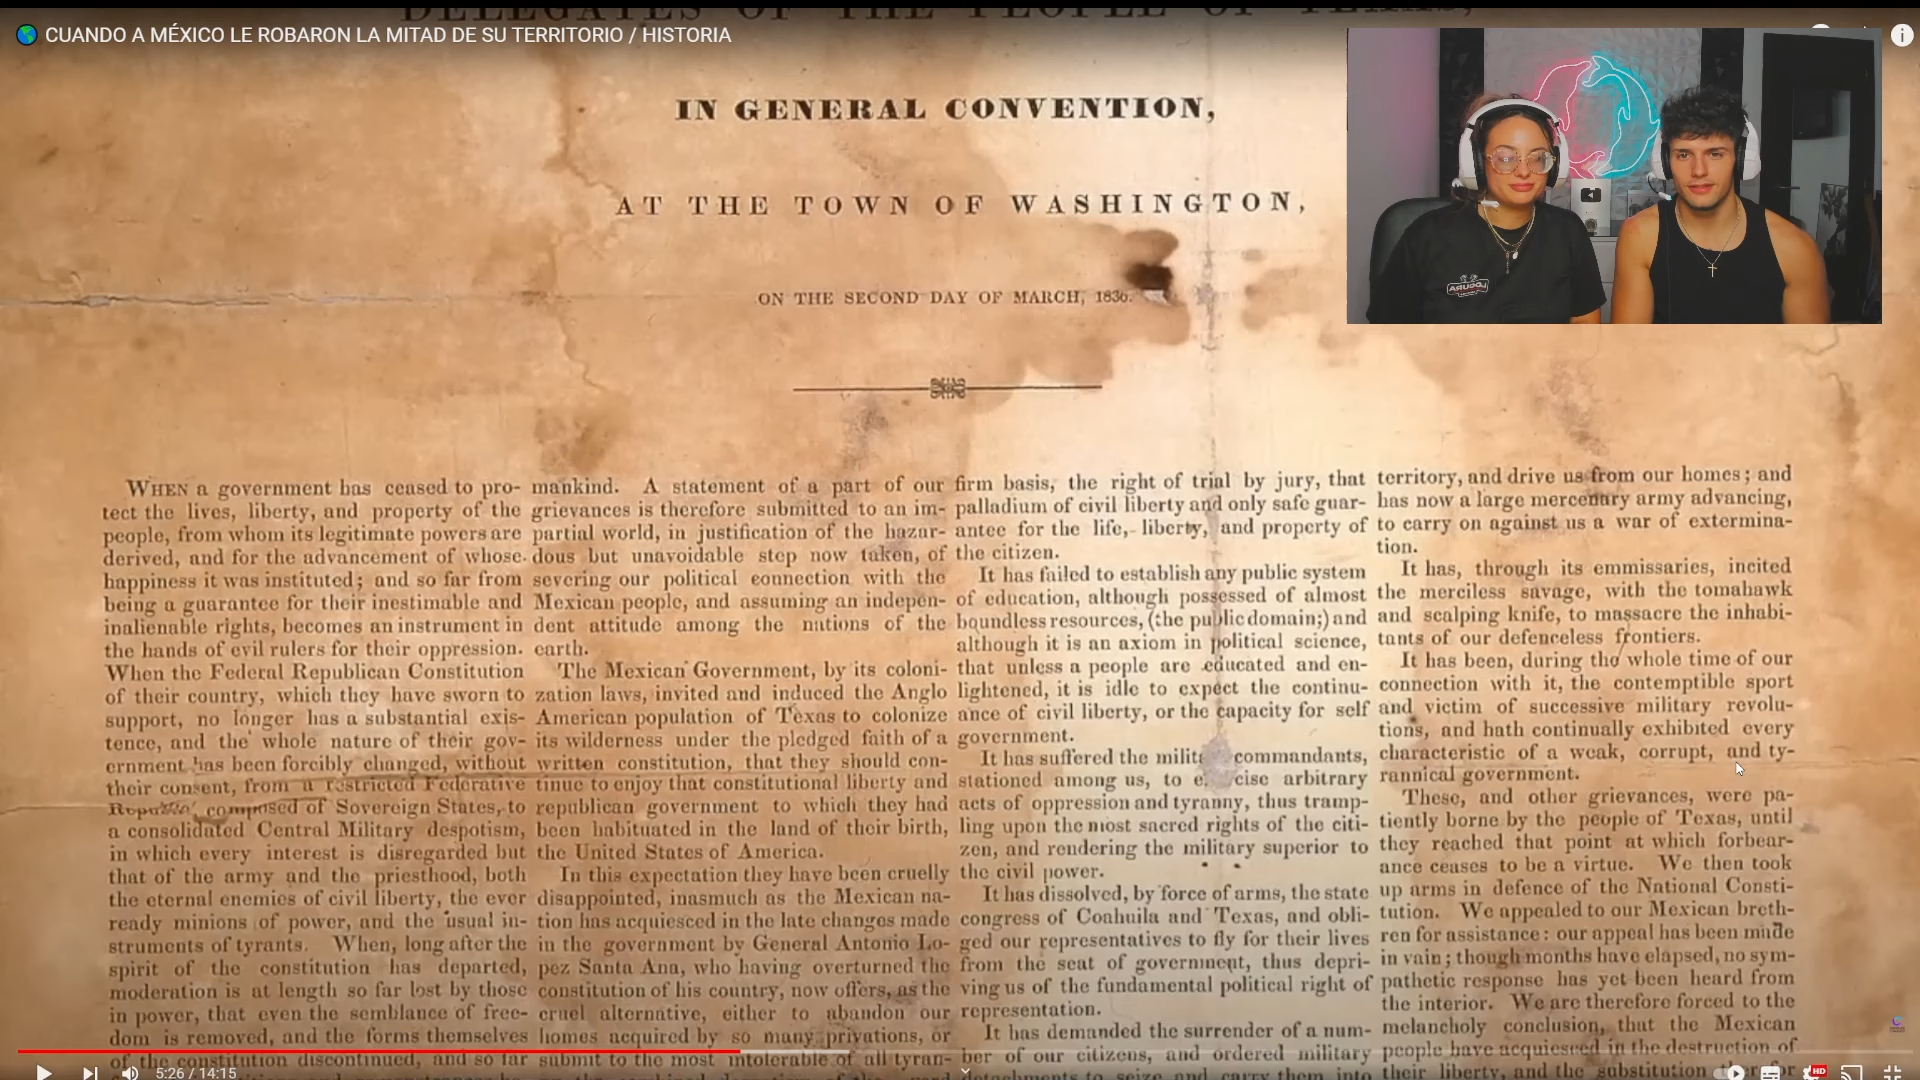 DELEGATES OF THE PEOPLE OF TEXAS,
CUANDO A MÉXICO LE ROBARON LA MITAD DE SU TERRITORIO / HISTORIA
IN GENERAL CONVENTION,
AT THE TOWN OF WASHINGTON,
ON THE SECOND DAY OF MARCH, 1836.
LOQURA
WHEN a government has ceased to pro-
tect the lives, liberty, and property of the
people, from whom its legitimate powers are
derived, and for the advancement of whose
happiness it was instituted; and so far from
being a guarantee for their inestimable and
inalienable rights, becomes an instrument in
the hands of evil rulers for their oppression.
When the Federal Republican Constitution
of their country, which they have sworn to
support, no longer has a substantial exis-
tence, and the whole nature of their gov-
ernment has been forcibly changed, without
their consent, from a restricted Federative
Republic, composed of Sovereign States, to
a consolidated Central Military despotism,
in which every interest is disregarded but
that of the army and the priesthood, both
the eternal enemies of civil liberty, the ever
ready minions of power, and the usual in-
struments of tyrants. When, long after the
spirit of the constitution has departed,
moderation is at length so far lost by those
in power, that even the semblance of free-
dom is removed, and the forms themselves
of the constitution discontinued, and so far
mankind. A statement of a part of our
grievances is therefore submitted to an im-
partial world, in justification of the hazar-
dous but unavoidable step now taken, of
severing our political connection with the
Mexican people, and assuming an indepen-
dent attitude among the nations of the
earth.
The Mexican Government, by its coloni-
zation laws, invited and induced the Anglo
American population of Texas to colonize
its wilderness under the pledged faith of a
written constitution, that they should con-
tinue to enjoy that constitutional liberty and
republican government to which they had
been habituated in the land of their birth,
the United States of America.
In this expectation they have been cruelly
disappointed, inasmuch as the Mexican na-
tion has acquiesced in the late changes made
in the government by General Antonio Lo-
pez Santa Ana, who having overturned the
constitution of his country, now offers, as the
cruel alternative, either to abandon our
homes acquired by so many privations, or
submit to the most intolerable of all tyran-
firm basis, the right of trial by jury, that
palladium of civil liberty and only safe guar-
antee for the life, liberty, and property of
the citizen.
It has failed to establish any public system
of education, although possessed of almost
boundless resources, (the public domain;) and
although it is an axiom in political science,
that unless a people are educated and en-
lightened, it is idle to expect the continu-
ance of civil liberty, or the capacity for self
government.
It has suffered the military commandants,
stationed among us, to exercise arbitrary
acts of oppression and tyranny, thus tramp-
ling upon the most sacred rights of the citi-
zen, and rendering the military superior to
the civil power.
It has dissolved, by force of arms, the state
congress of Coahuila and Texas, and obli-
ged our representatives to fly for their lives
from the seat of government, thus depri-
ving us of the fundamental political right of
representation.
It has demanded the surrender of a num-
ber of our citizens, and ordered military
detachments to seize and carry them into
territory, and drive us from our homes; and
has now a large mercenary army advancing,
to carry on against us a war of extermina-
tion.
It has, through its emmissaries, incited
the merciless savage, with the tomahawk
and scalping knife, to massacre the inhabi-
tants of our defenceless frontiers.
It has been, during the whole time of our
connection with it, the contemptible sport
and victim of successive military revolu-
tions, and hath continually exhibited every
characteristic of a weak, corrupt, and ty-
rannical government.
These, and other grievances, were pa-
tiently borne by the people of Texas, until
they reached that point at which forbear-
ance ceases to be a virtue. We then took
up arms in defence of the National Consti-
tution. We appealed to our Mexican breth-
ren for assistance: our appeal has been made
in vain; though months have elapsed, no sym-
pathetic response has yet been heard from
the interior. We are therefore forced to the
melancholy conclusion, that the Mexican
people have acquiesced in the destruction of
their liberty, and the substitution
5:26 / 14:15
HD